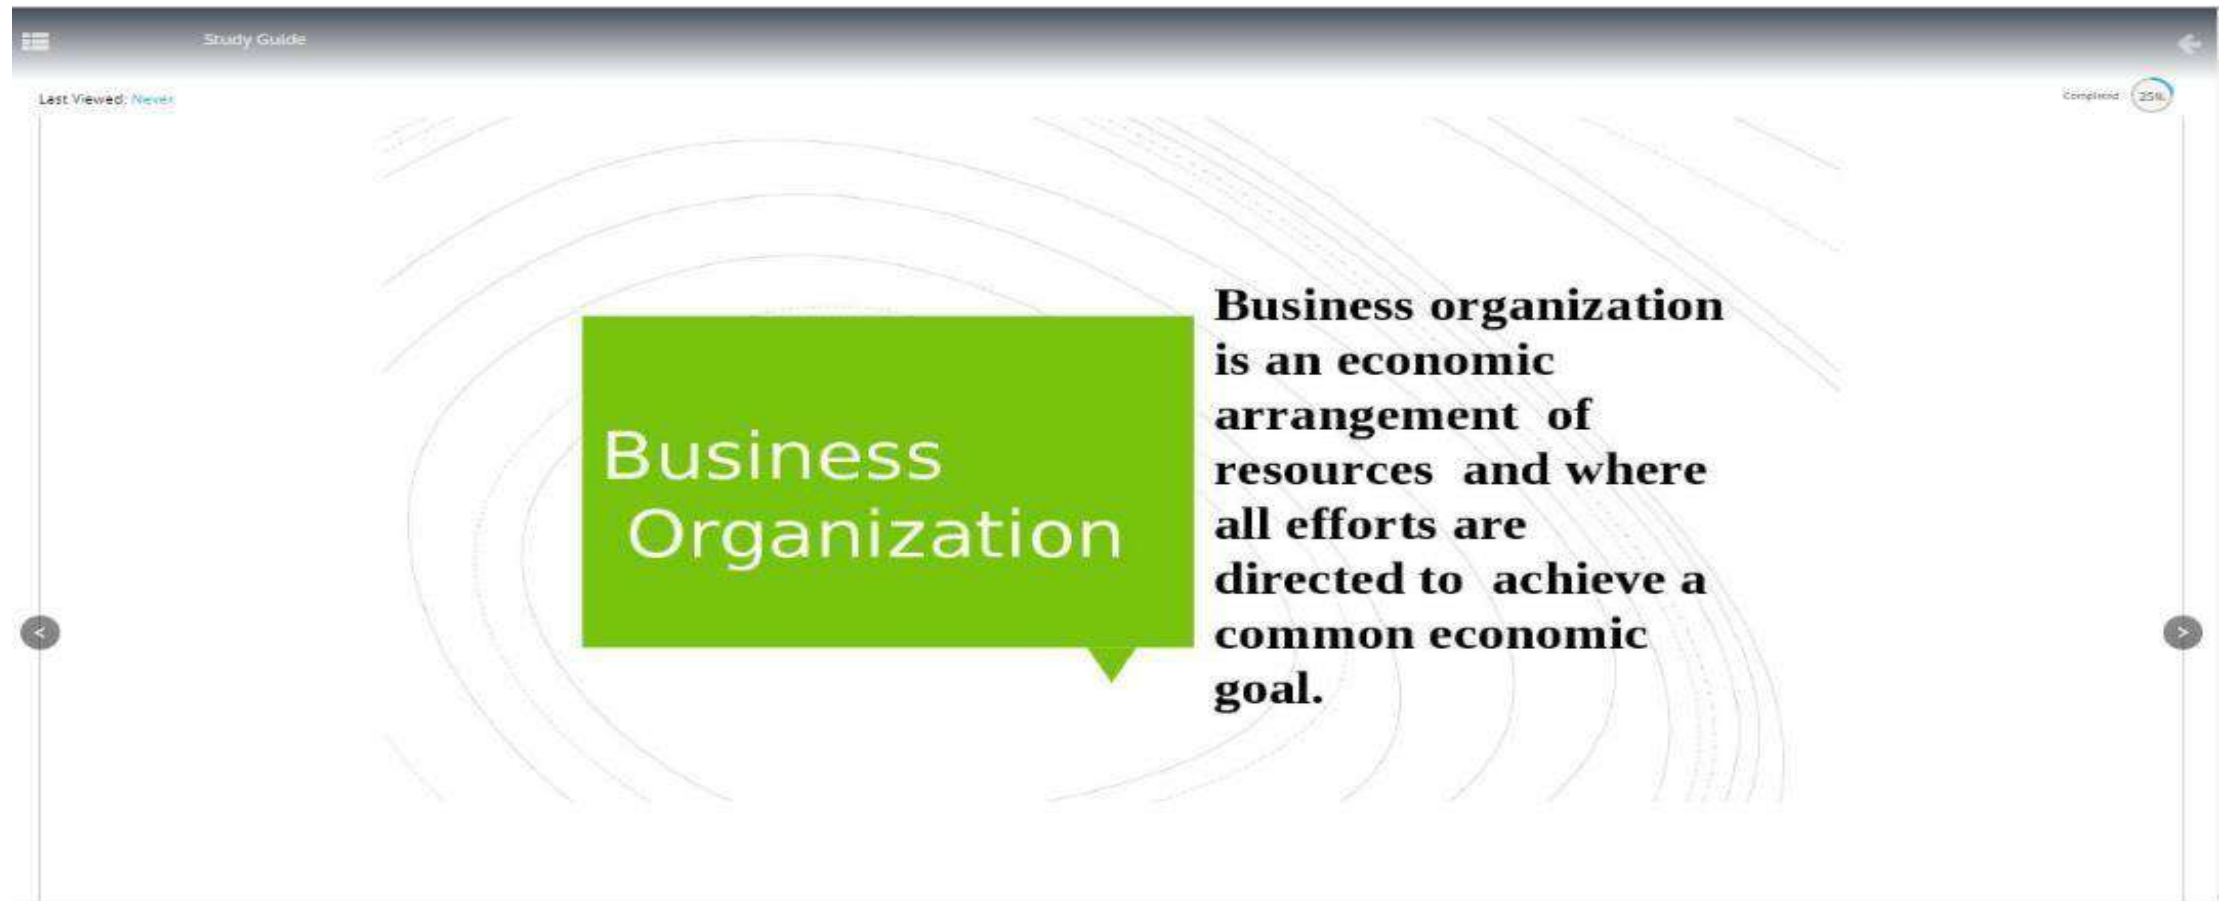 Study Guide
Last Viewed: Never
Completed 25%
Business
Organization
Business organization
is an economic
arrangement of
resources and where
all efforts are
directed to achieve a
common economic
goal.
<
>